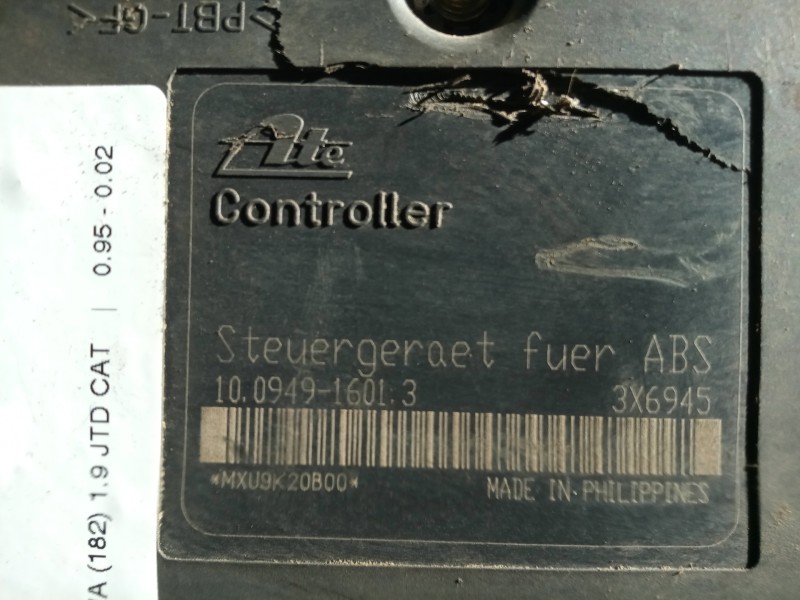 >PBT-GF
Ate
Controller
Steuergeraet fuer ABS
10.0949-1601.3 3X6945
*MXU9K20B00*
MADE IN PHILIPPINES
(182) 1.9 JTD CAT | 0.95 - 0.02